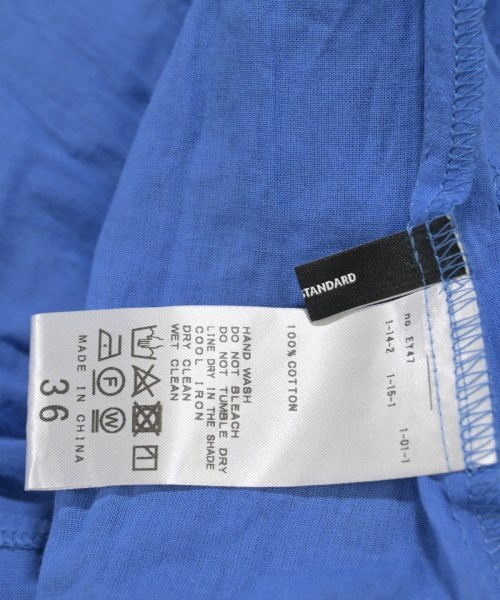 STANDARD
no. EY47
1-14-2 1-15-1 1-01-1
100% COTTON
HAND WASH
DO NOT BLEACH
DO NOT TUMBLE DRY
LINE DRY IN THE SHADE
COOL IRON
DRY CLEAN
WET CLEAN
F
W
MADE IN CHINA
36